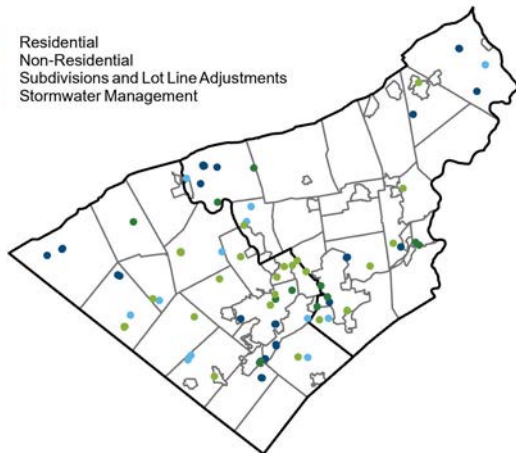 Residential
Non-Residential
Subdivisions and Lot Line Adjustments
Stormwater Management